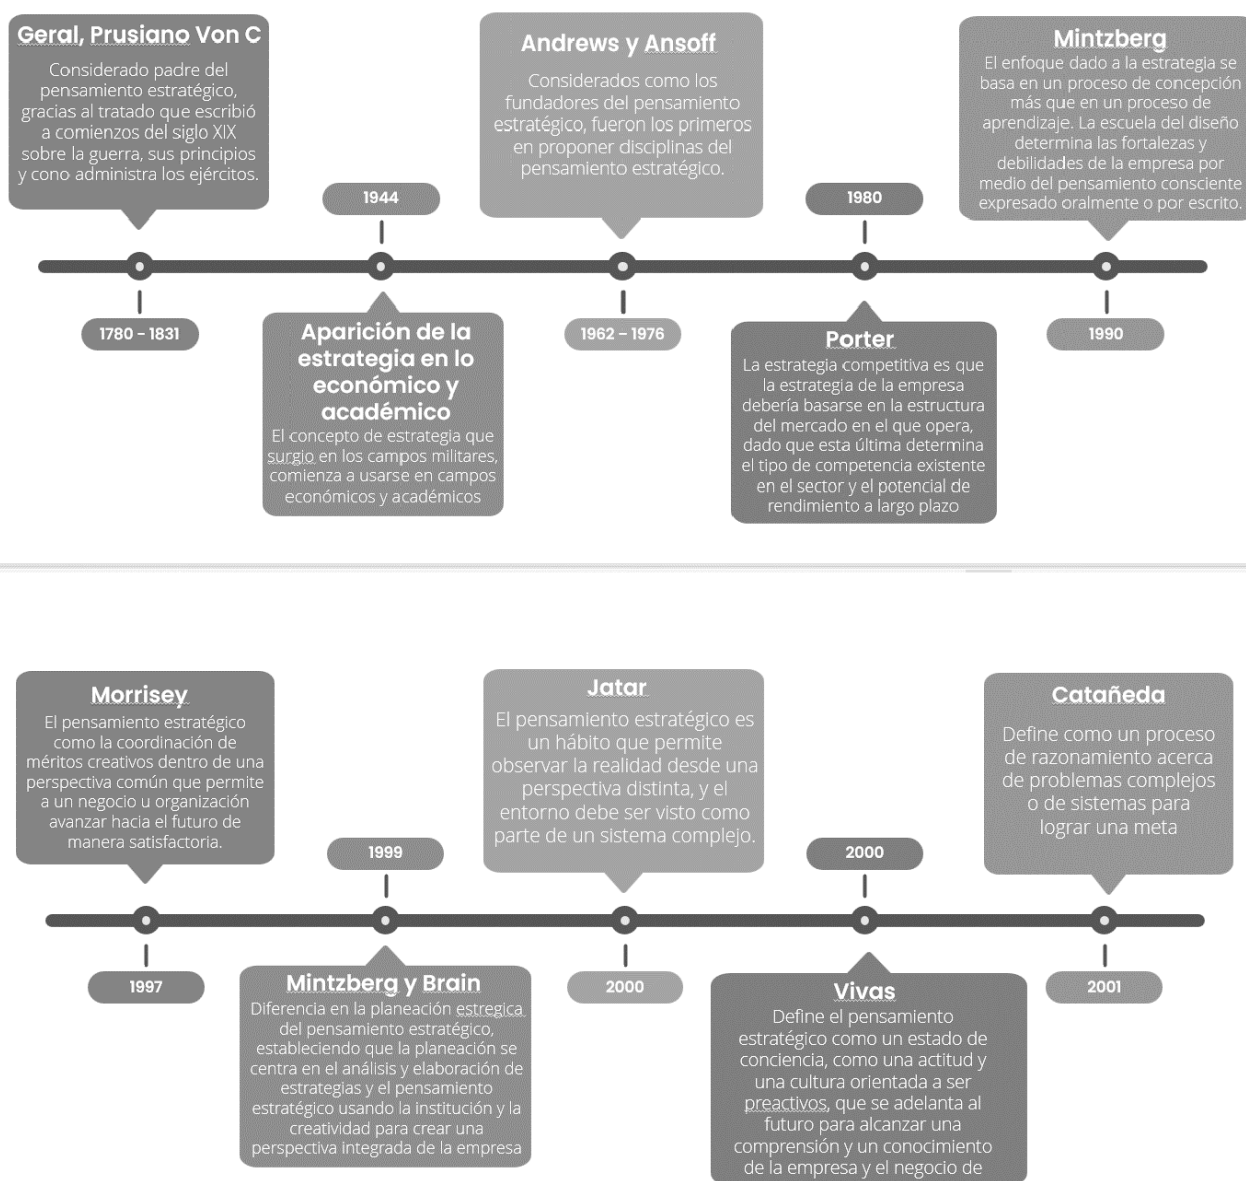 Geral, Prusiano Von C
Considerado padre del
pensamiento estratégico,
gracias al tratado que escribió
a comienzos del siglo XIX
sobre la guerra, sus principios
y cono administra los ejércitos.
1780 – 1831
1944
Aparición de la
estrategia en lo
económico y
académico
El concepto de estrategia que
surgio en los campos militares,
comienza a usarse en campos
económicos y académicos
Andrews y Ansoff
Considerados como los
fundadores del pensamiento
estratégico, fueron los primeros
en proponer disciplinas del
pensamiento estratégico.
1962 – 1976
1980
Porter
La estrategia competitiva es que
la estrategia de la empresa
debería basarse en la estructura
del mercado en el que opera,
dado que esta última determina
el tipo de competencia existente
en el sector y el potencial de
rendimiento a largo plazo
Mintzberg
El enfoque dado a la estrategia se
basa en un proceso de concepción
más que en un proceso de
aprendizaje. La escuela del diseño
determina las fortalezas y
debilidades de la empresa por
medio del pensamiento consciente
expresado oralmente o por escrito.
1990
Morrisey
El pensamiento estratégico
como la coordinación de
méritos creativos dentro de una
perspectiva común que permite
a un negocio u organización
avanzar hacia el futuro de
manera satisfactoria.
1997
1999
Mintzberg y Brain
Diferencia en la planeación estregica
del pensamiento estratégico,
estableciendo que la planeación se
centra en el análisis y elaboración de
estrategias y el pensamiento
estratégico usando la institución y la
creatividad para crear una
perspectiva integrada de la empresa
Jatar
El pensamiento estratégico es
un hábito que permite
observar la realidad desde una
perspectiva distinta, y el
entorno debe ser visto como
parte de un sistema complejo.
2000
2000
Vivas
Define el pensamiento
estratégico como un estado de
conciencia, como una actitud y
una cultura orientada a ser
preactivos, que se adelanta al
futuro para alcanzar una
comprensión y un conocimiento
de la empresa y el negocio de
Catañeda
Define como un proceso
de razonamiento acerca
de problemas complejos
o de sistemas para
lograr una meta
2001